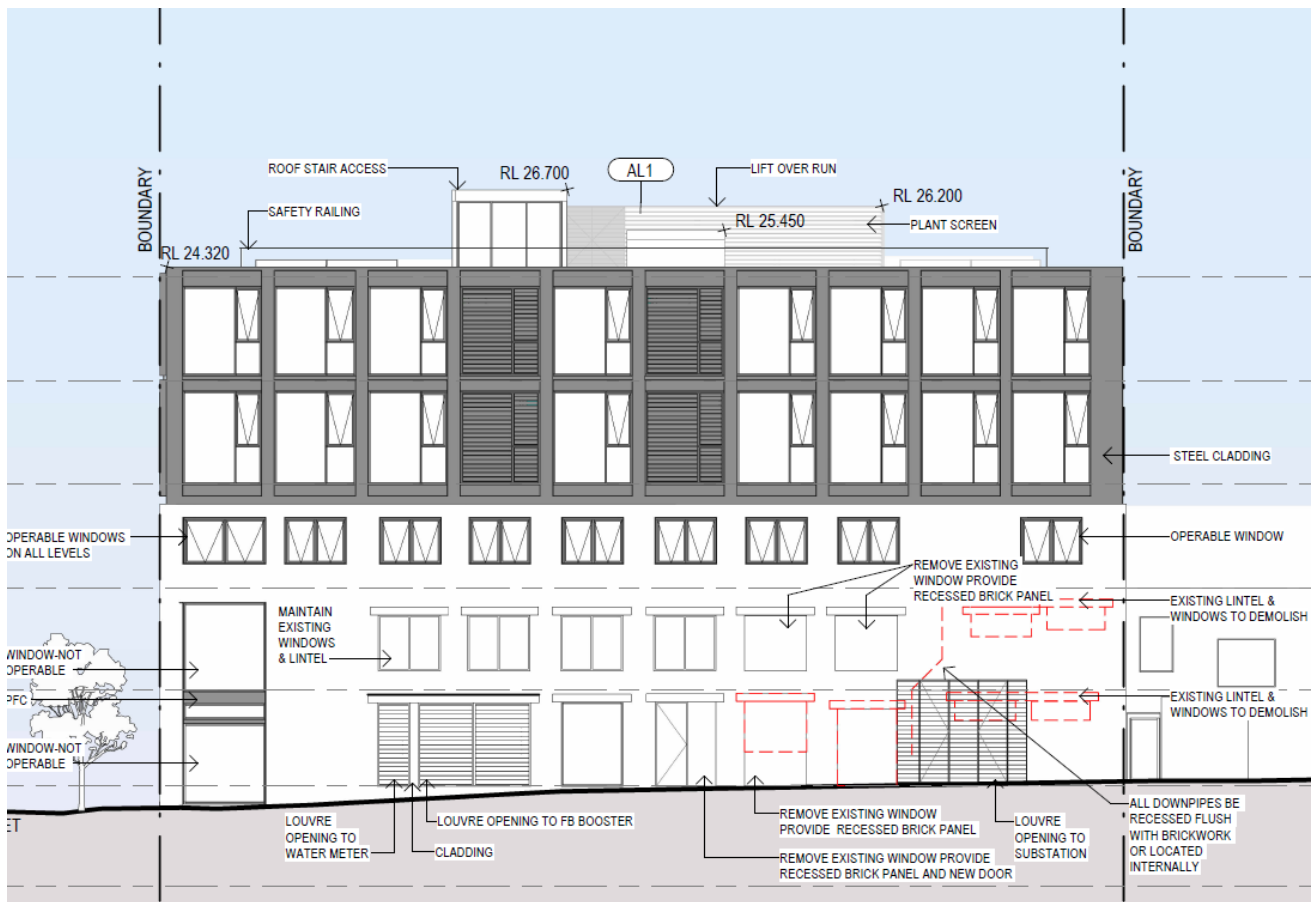 ROOF STAIR ACCESS
RL 26.700
AL1
LIFT OVER RUN
RL 26.200
SAFETY RAILING
RL 25.450
PLANT SCREEN
BOUNDARY
BOUNDARY
RL 24.320
STEEL CLADDING
OPERABLE WINDOWS
ON ALL LEVELS
OPERABLE WINDOW
REMOVE EXISTING
WINDOW PROVIDE
RECESSED BRICK PANEL
MAINTAIN
EXISTING
WINDOWS
& LINTEL
EXISTING LINTEL &
WINDOWS TO DEMOLISH
WINDOW-NOT
OPERABLE
PFC
EXISTING LINTEL &
WINDOWS TO DEMOLISH
WINDOW-NOT
OPERABLE
LOUVRE
OPENING TO
WATER METER
LOUVRE OPENING TO FB BOOSTER
CLADDING
REMOVE EXISTING WINDOW
PROVIDE RECESSED BRICK PANEL
REMOVE EXISTING WINDOW PROVIDE
RECESSED BRICK PANEL AND NEW DOOR
LOUVRE
OPENING TO
SUBSTATION
ALL DOWNPIPES BE
RECESSED FLUSH
WITH BRICKWORK
OR LOCATED
INTERNALLY
ET